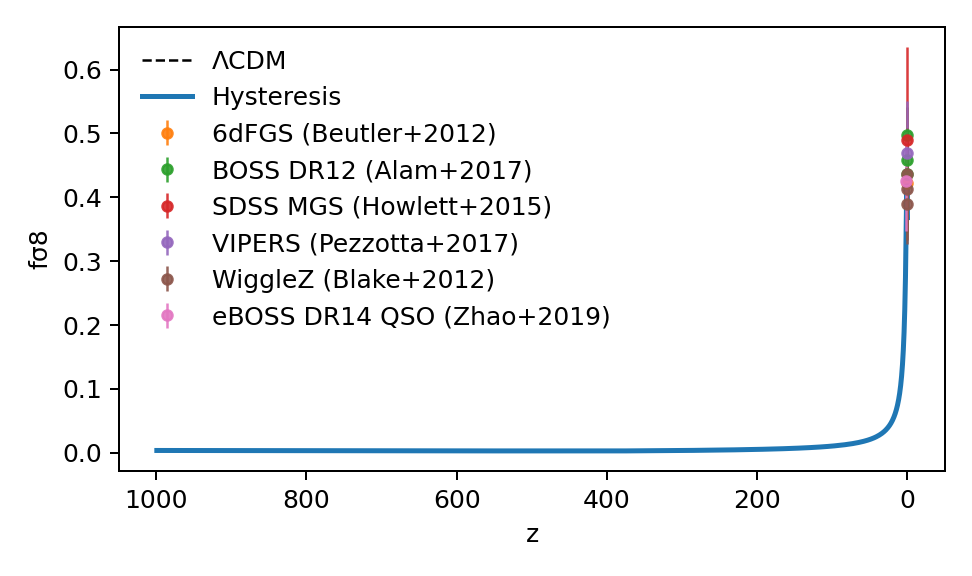 ΛCDM
Hysteresis
6dFGS (Beutler+2012)
BOSS DR12 (Alam+2017)
SDSS MGS (Howlett+2015)
VIPERS (Pezzotta+2017)
WiggleZ (Blake+2012)
eBOSS DR14 QSO (Zhao+2019)
fσ8
0.6
0.5
0.4
0.3
0.2
0.1
0.0
1000 800 600 400 200 0
z